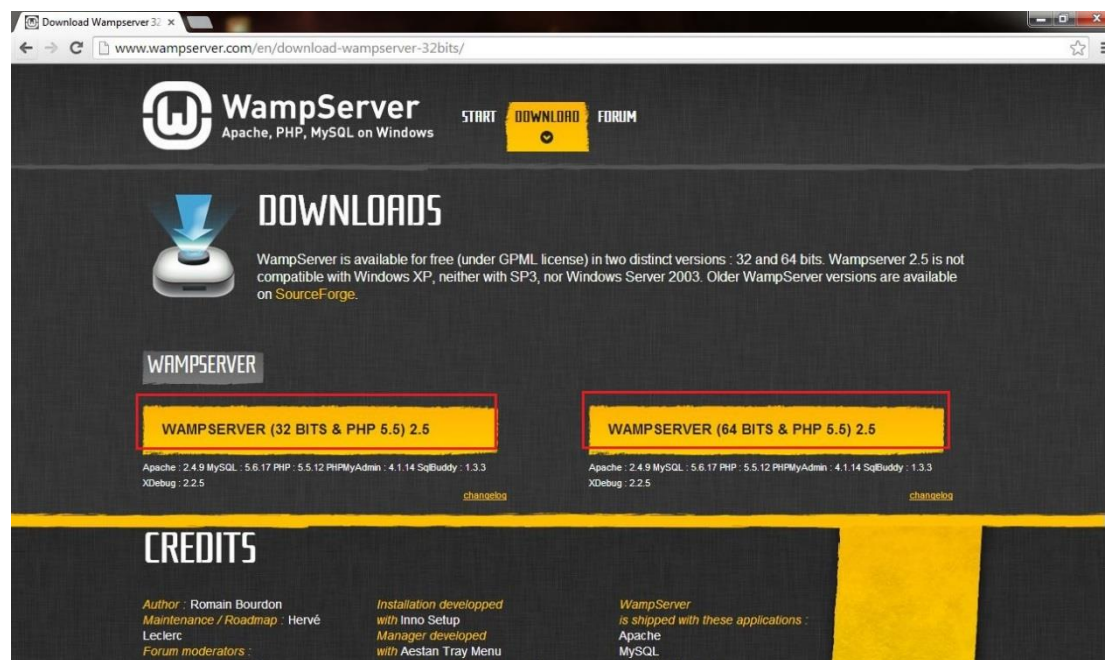 Download Wampserver 32
www.wampserver.com/en/download-wampserver-32bits/
WampServer
Apache, PHP, MySQL on Windows
START
DOWNLOAD
FORUM
DOWNLOADS
WampServer is available for free (under GPML license) in two distinct versions : 32 and 64 bits. Wampserver 2.5 is not
compatible with Windows XP, neither with SP3, nor Windows Server 2003. Older WampServer versions are available
on SourceForge.
WAMPSERVER
WAMPSERVER (32 BITS & PHP 5.5) 2.5
Apache : 2.4.9 MySQL : 5.6.17 PHP : 5.5.12 PHPMyAdmin : 4.1.14 SqlBuddy : 1.3.3
XDebug : 2.2.5
changelog
WAMPSERVER (64 BITS & PHP 5.5) 2.5
Apache : 2.4.9 MySQL : 5.6.17 PHP : 5.5.12 PHPMyAdmin : 4.1.14 SqlBuddy : 1.3.3
XDebug : 2.2.5
changelog
CREDITS
Author : Romain Bourdon
Maintenance / Roadmap : Hervé
Leclerc
Forum moderators :
Installation developped
with Inno Setup
Manager developed
with Aestan Tray Menu
WampServer
is shipped with these applications :
Apache
MySQL